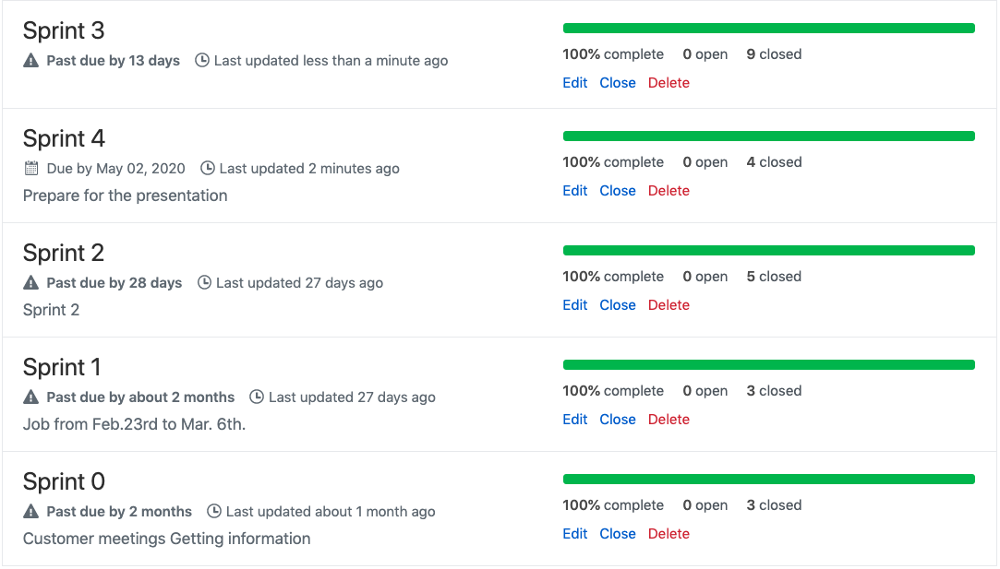 Sprint 3
Past due by 13 days Last updated less than a minute ago
100% complete 0 open 9 closed
Edit Close Delete
Sprint 4
Due by May 02, 2020 Last updated 2 minutes ago
Prepare for the presentation
100% complete 0 open 4 closed
Edit Close Delete
Sprint 2
Past due by 28 days Last updated 27 days ago
Sprint 2
100% complete 0 open 5 closed
Edit Close Delete
Sprint 1
Past due by about 2 months Last updated 27 days ago
Job from Feb.23rd to Mar. 6th.
100% complete 0 open 3 closed
Edit Close Delete
Sprint 0
Past due by 2 months Last updated about 1 month ago
Customer meetings Getting information
100% complete 0 open 3 closed
Edit Close Delete